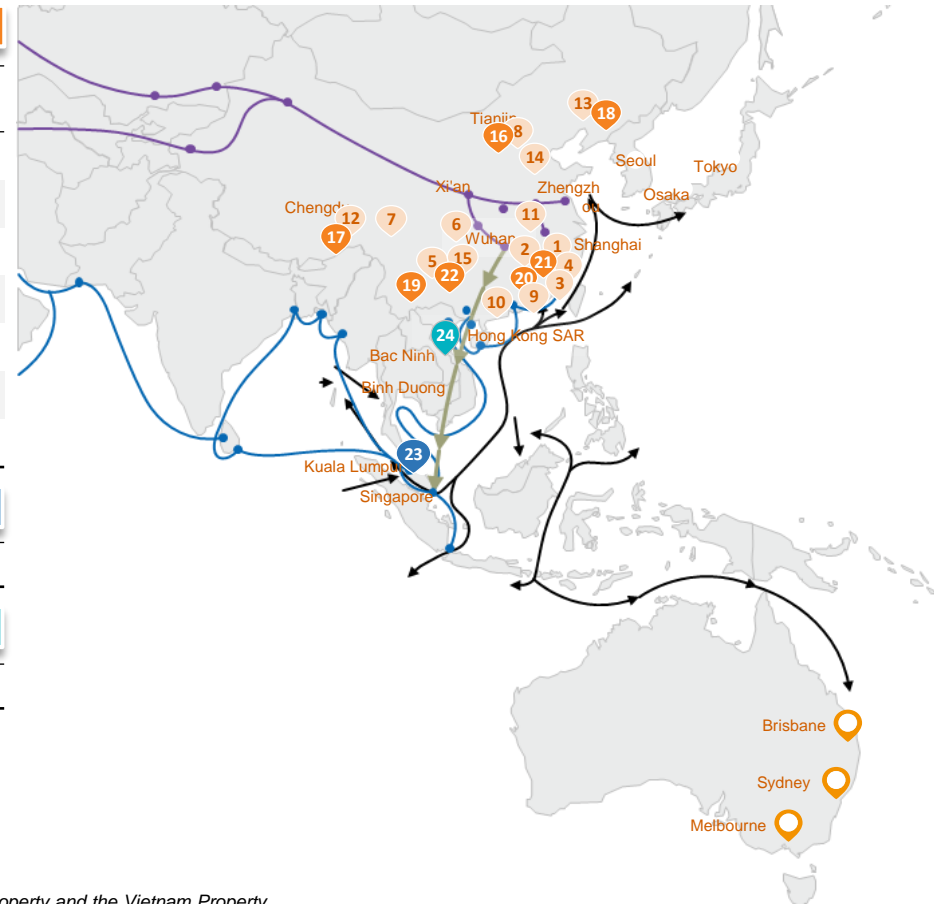 13
18
Tianjin
8
16
14
Seoul
Tokyo
Xi'an
Zhengzh
ou
Osaka
Chengdu
12
7
11
6
17
Wuhan
2
1
Shanghai
5
15
21
4
22
20
3
19
10
9
24
Hong Kong SAR
Bac Ninh
Binh Duong
23
Kuala Lumpur
Singapore
Brisbane
Sydney
Melbourne
operty and the Vietnam Property